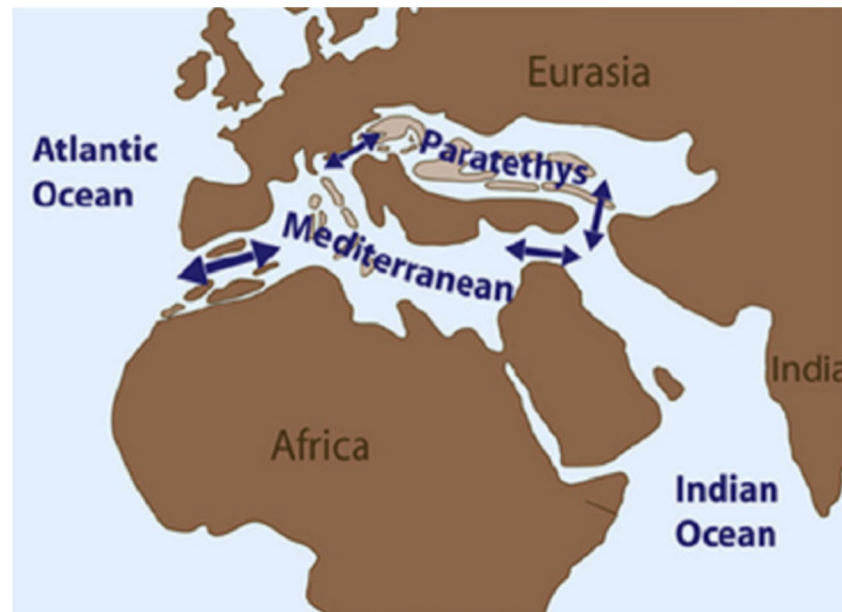 Eurasia
Atlantic
Ocean
Paratethys
Mediterranean
India
Africa
Indian
Ocean